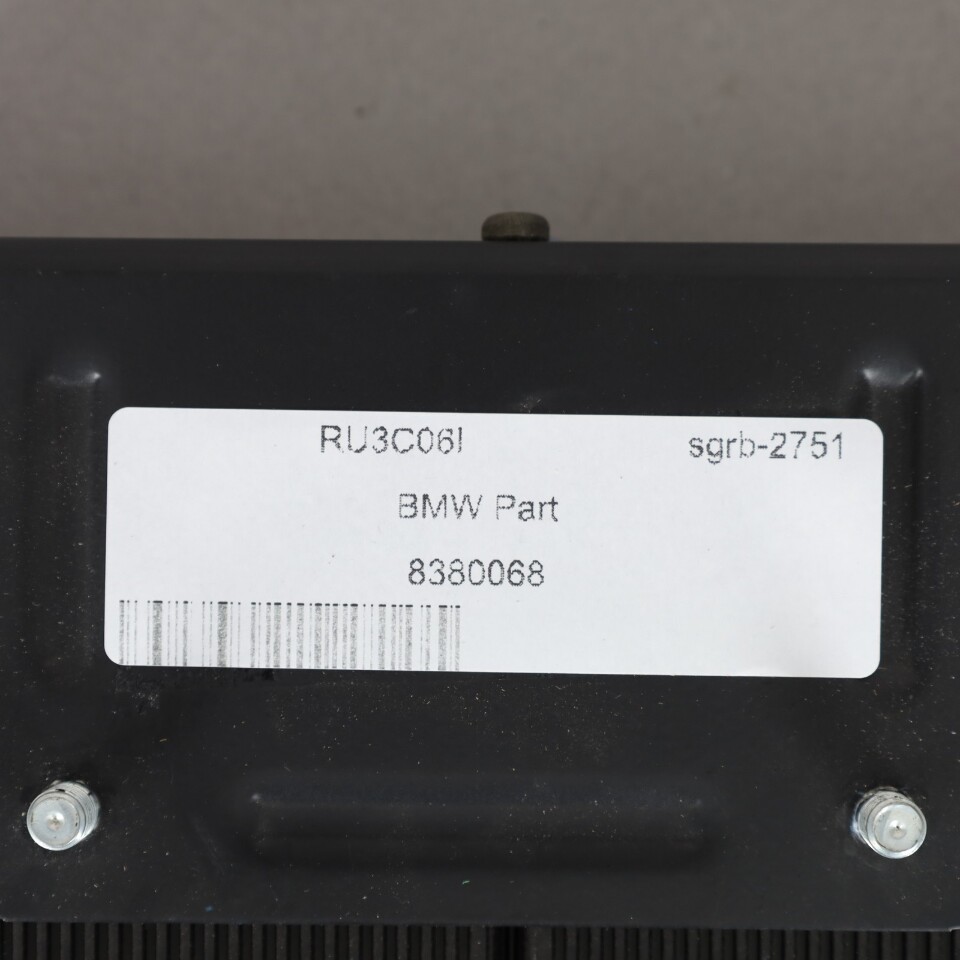 RU3C06I sgrb-2751
BMW Part
8380068